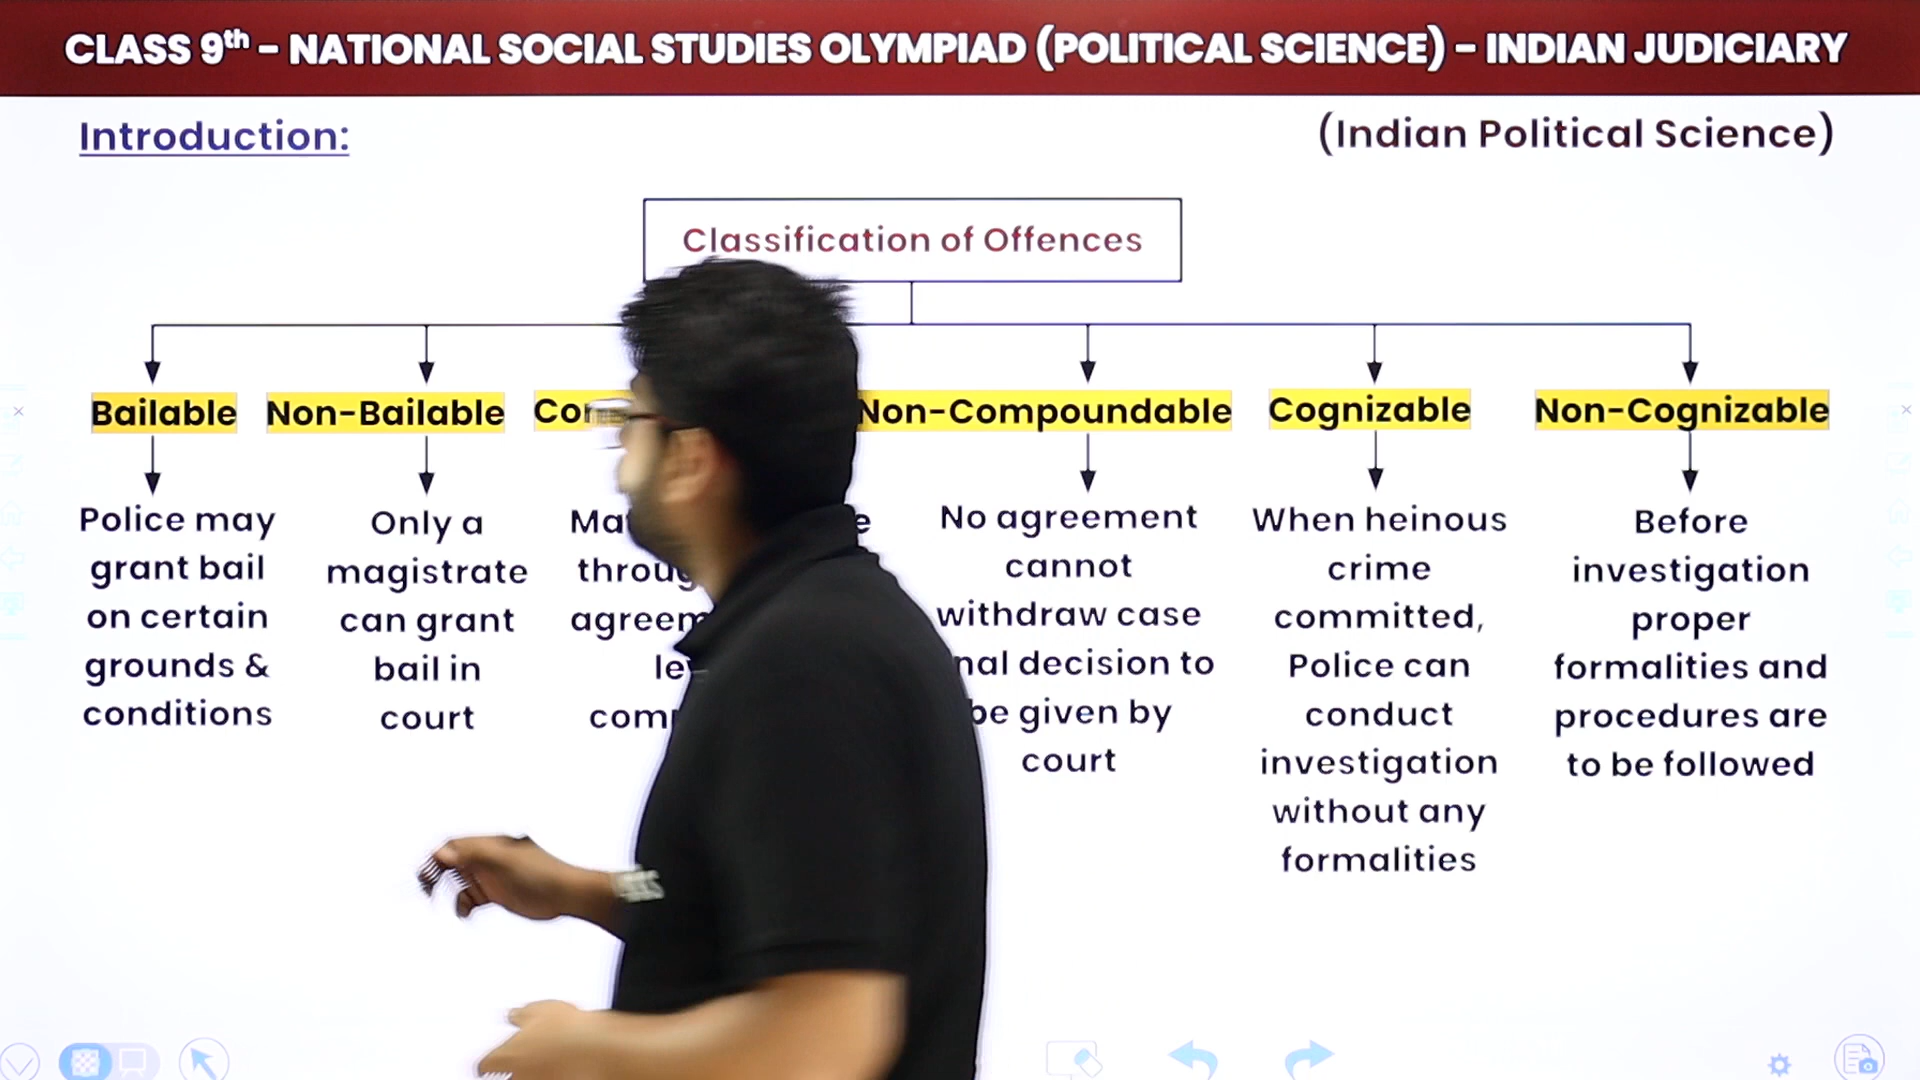 CLASS 9th – NATIONAL SOCIAL STUDIES OLYMPIAD (POLITICAL SCIENCE) – INDIAN JUDICIARY
Introduction:
(Indian Political Science)
Classification of Offences
Bailable
Non-Bailable
Non-Compoundable
Cognizable
Non-Cognizable
Police may
grant bail
on certain
grounds &
conditions
Only a
magistrate
can grant
bail in
court
No agreement
cannot
withdraw case
decision to
be given by
court
When heinous
crime
committed,
Police can
conduct
investigation
without any
formalities
Before
investigation
proper
formalities and
procedures are
to be followed